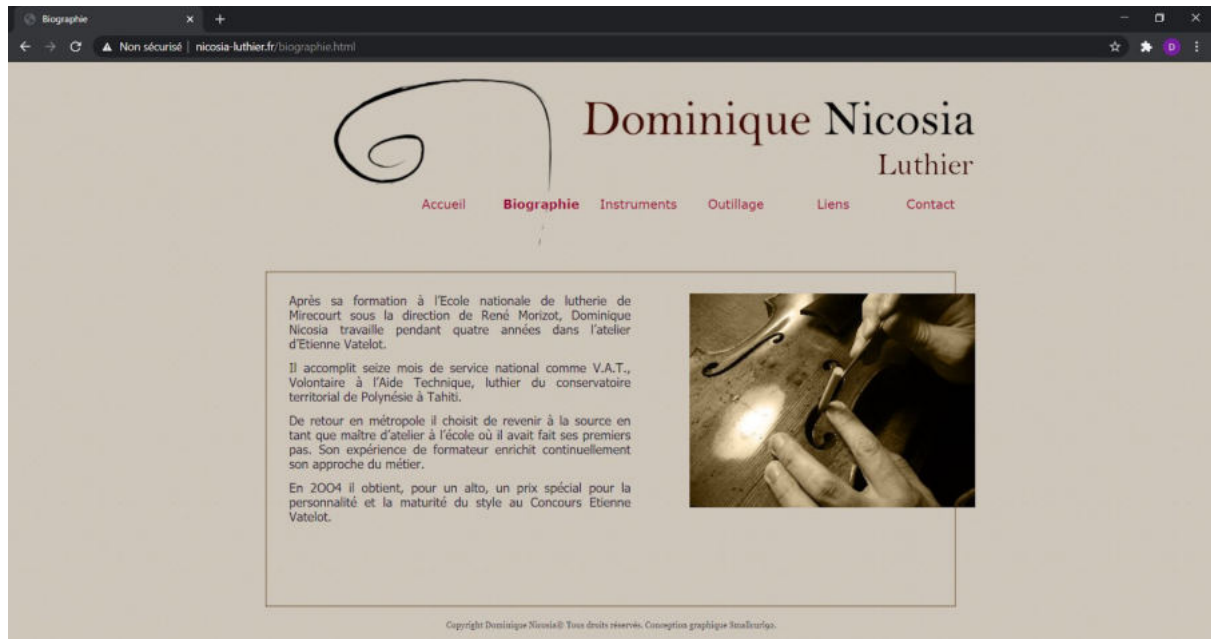 Biographie
Non sécurisé | nicosia-luthier.fr/biographie.html
D
Dominique Nicosia
Luthier
Accueil Biographie Instruments Outillage Liens Contact
Après sa formation à l'Ecole nationale de lutherie de
Mirecourt sous la direction de René Morizot, Dominique
Nicosia travaille pendant quatre années dans l'atelier
d'Etienne Vatelot.
Il accomplit seize mois de service national comme V.A.T.,
Volontaire à l'Aide Technique, luthier du conservatoire
territorial de Polynésie à Tahiti.
De retour en métropole il choisit de revenir à la source en
tant que maître d'atelier à l'école où il avait fait ses premiers
pas. Son expérience de formateur enrichit continuellement
son approche du métier.
En 2OO4 il obtient, pour un alto, un prix spécial pour la
personnalité et la maturité du style au Concours Etienne
Vatelot.
Copyright Dominique Nicosia® Tous droits réservés. Conception graphique